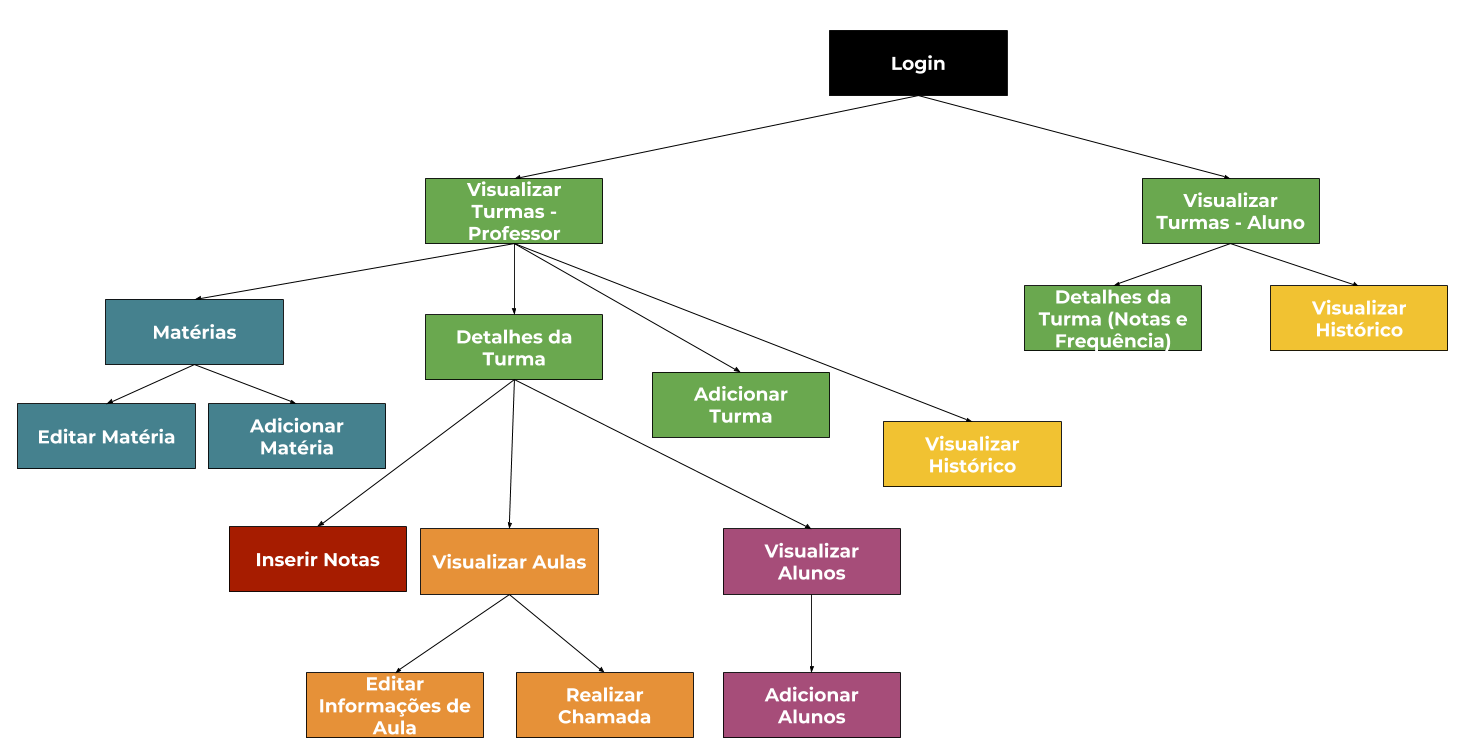 Login
Visualizar
Turmas -
Professor
Visualizar
Turmas - Aluno
Matérias
Detalhes da
Turma
Detalhes da
Turma (Notas e
Frequência)
Visualizar
Histórico
Adicionar
Turma
Editar Matéria
Adicionar
Matéria
Visualizar
Histórico
Inserir Notas
Visualizar Aulas
Visualizar
Alunos
Editar
Informações de
Aula
Realizar
Chamada
Adicionar
Alunos